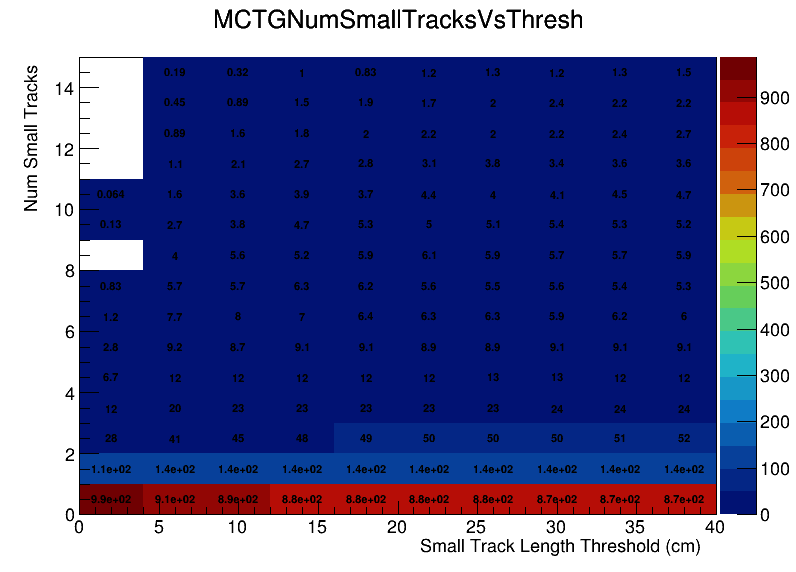 MCTGNumSmallTracksVsThresh
Num Small Tracks
14 0.19 0.32 1 0.83 1.2 1.3 1.2 1.3 1.5
0.45 0.89 1.5 1.9 1.7 2 2.4 2.2 2.2 900
0.89 1.6 1.8 2 2.2 2 2.2 2.4 2.7
12 1.1 2.1 2.7 2.8 3.1 3.8 3.4 3.6 3.6 800
0.064 1.6 3.6 3.9 3.7 4.4 4 4.1 4.5 4.7 700
10 0.13 2.7 3.8 4.7 5.3 5 5.1 5.4 5.3 5.2 600
8 4 5.6 5.2 5.9 6.1 5.9 5.7 5.7 5.9
0.83 5.7 5.7 6.3 6.2 5.6 5.5 5.6 5.4 5.3 500
6 1.2 7.7 8 7 6.4 6.3 6.3 5.9 6.2 6 400
2.8 9.2 8.7 9.1 9.1 8.9 8.9 9.1 9.1 9.1
4 6.7 12 12 12 12 12 13 13 12 12 300
12 20 23 23 23 23 23 24 24 24 200
2 28 41 45 48 49 50 50 50 51 52
1.1e+02 1.4e+02 1.4e+02 1.4e+02 1.4e+02 1.4e+02 1.4e+02 1.4e+02 1.4e+02 1.4e+02 100
0 9.9e+02 9.1e+02 8.9e+02 8.8e+02 8.8e+02 8.8e+02 8.8e+02 8.7e+02 8.7e+02 8.7e+02 0
0 5 10 15 20 25 30 35 40
Small Track Length Threshold (cm)